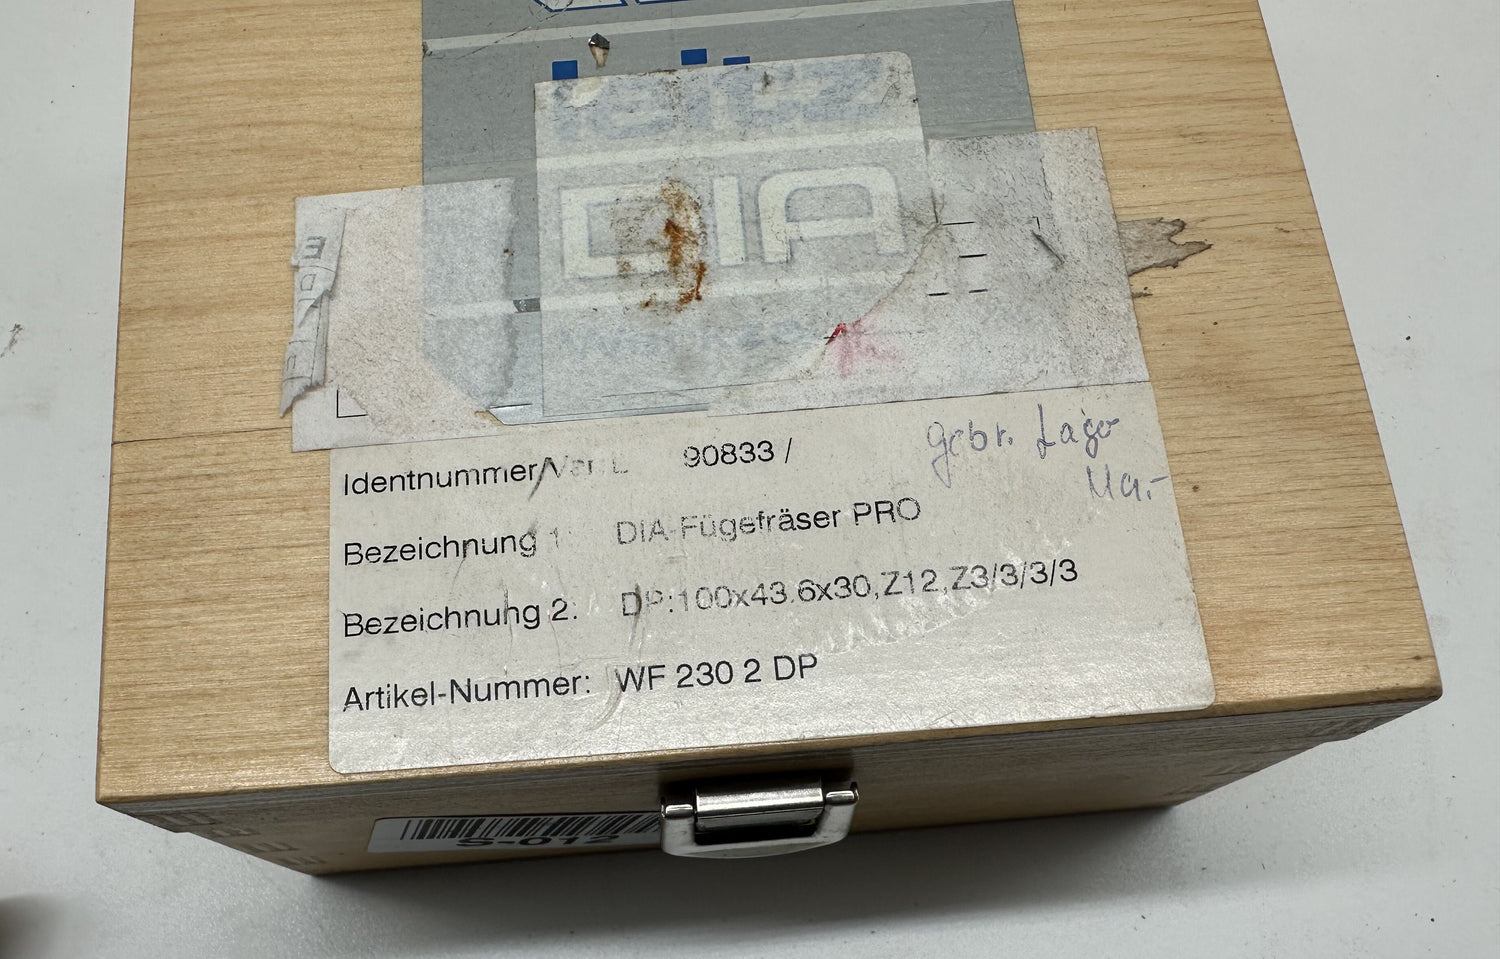 leitz
DIA
Identnummer/Var L 90833 /
gebr. Lager
Bezeichnung 1: DIA-Fügefräser PRO
Bezeichnung 2: DP:100x43.6x30,Z12,Z3/3/3/3
Artikel-Nummer: WF 230 2 DP
S-012